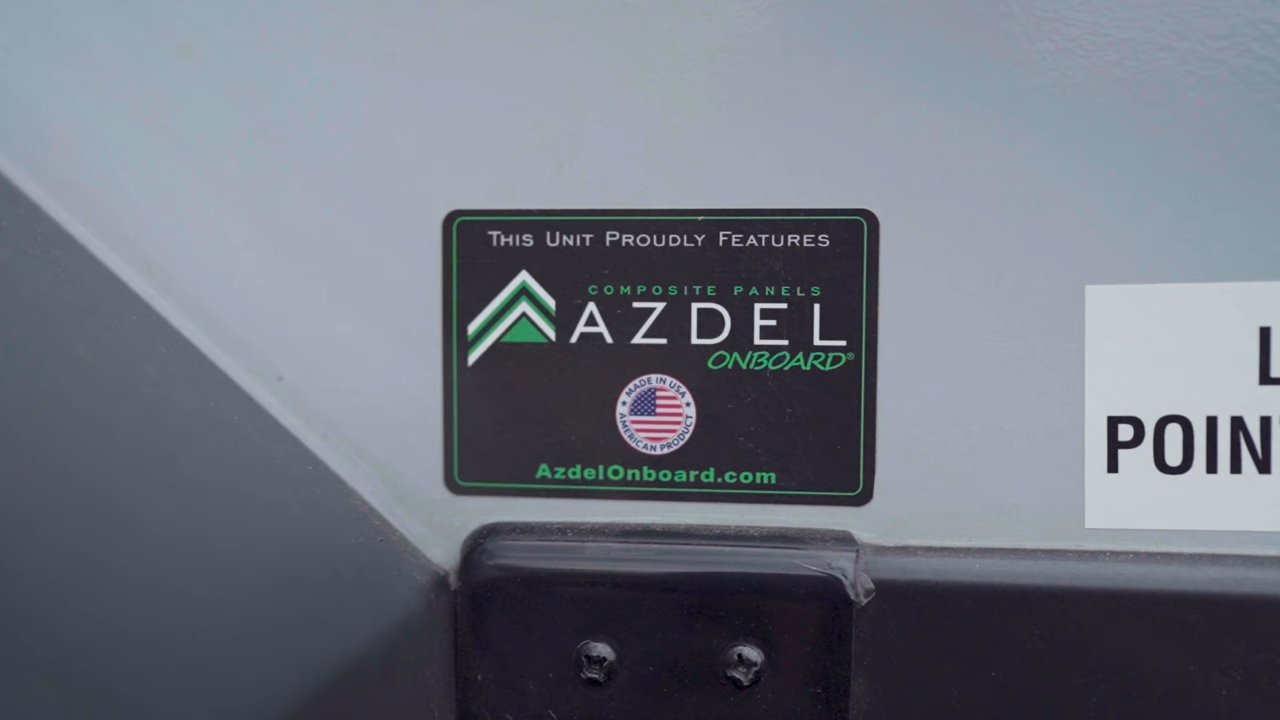 THIS UNIT PROUDLY FEATURES
COMPOSITE PANELS
AZDEL
ONBOARD®
MADE IN USA
AMERICAN PRODUCT
AzdelOnboard.com
L
POIN